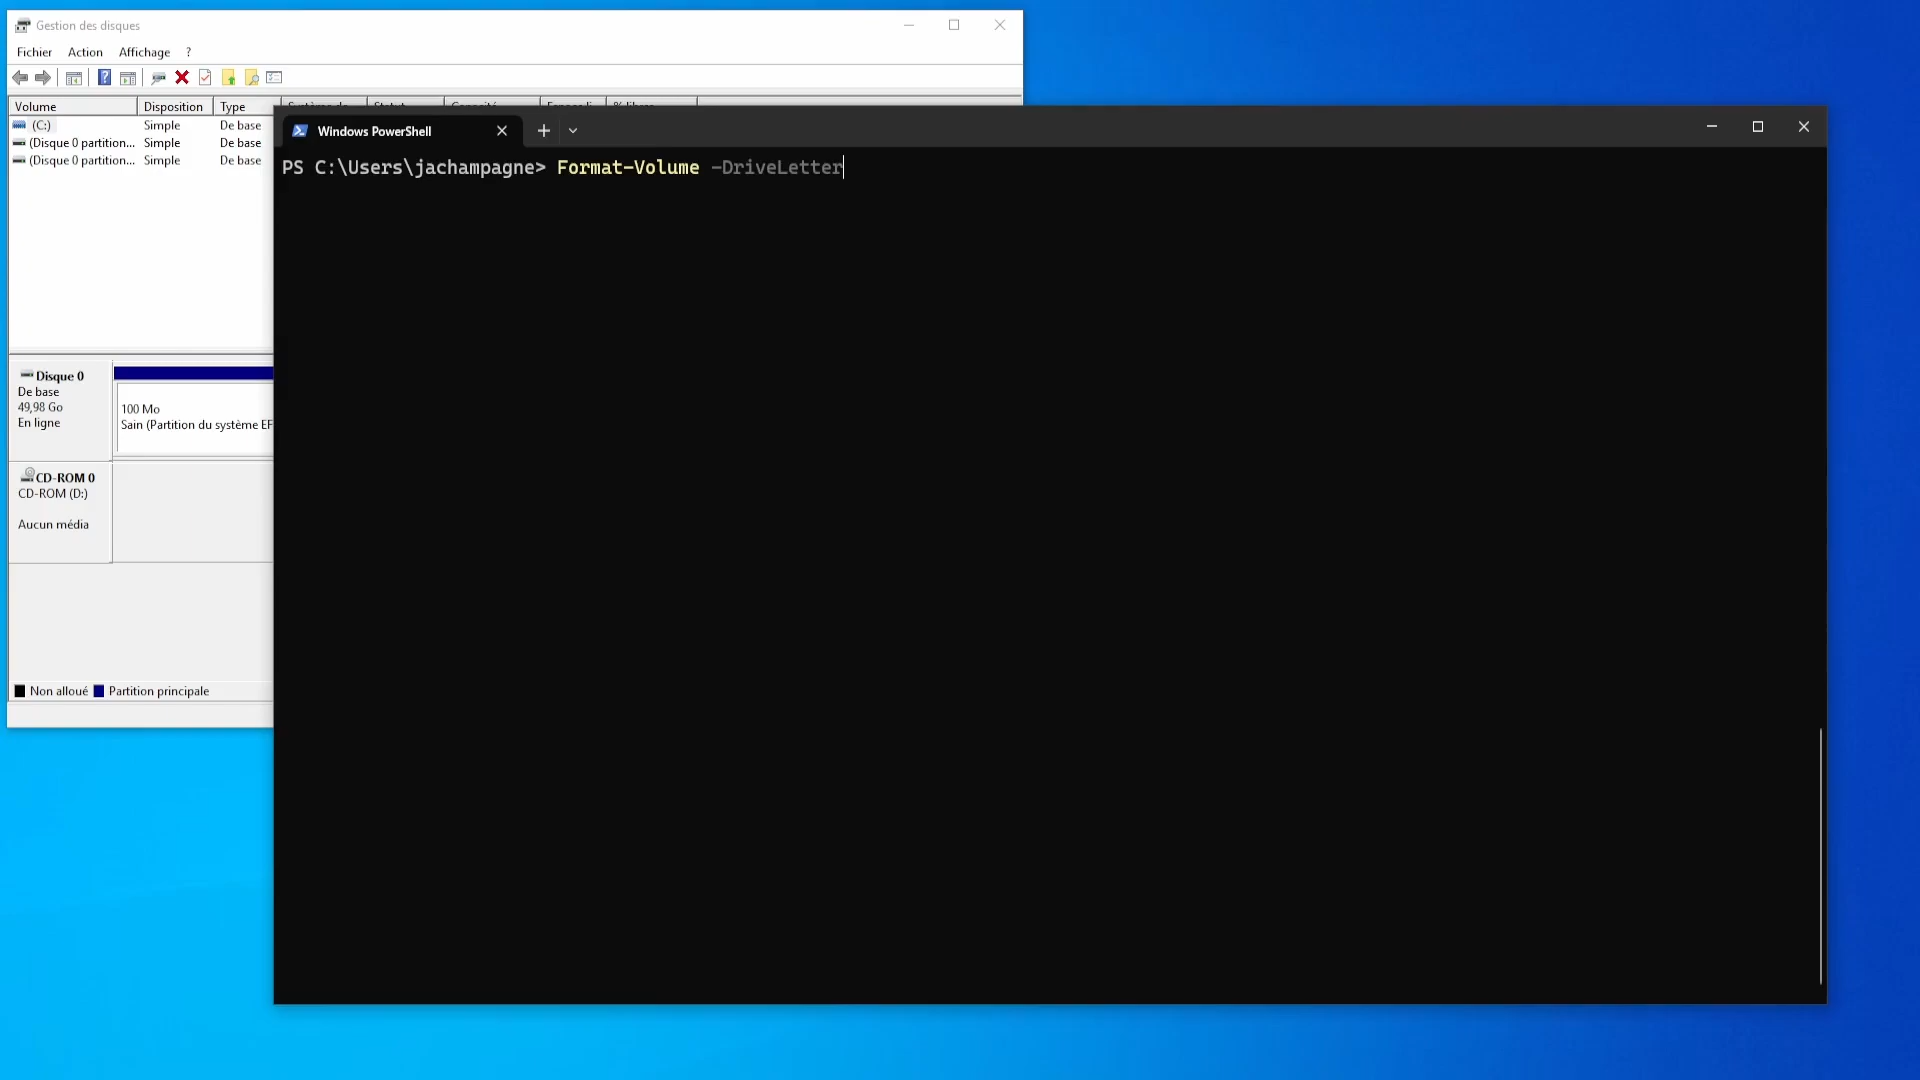 Gestion des disques
Fichier Action Affichage ?
Volume Disposition Type
(C:) Simple De base
(Disque 0 partition... Simple De base
(Disque 0 partition... Simple De base
Windows PowerShell
PS C:\Users\jachampagne> Format-Volume -DriveLetter
Disque 0
De base
49,98 Go
En ligne
100 Mo
Sain (Partition du système EF
CD-ROM 0
CD-ROM (D:)
Aucun média
Non alloué Partition principale